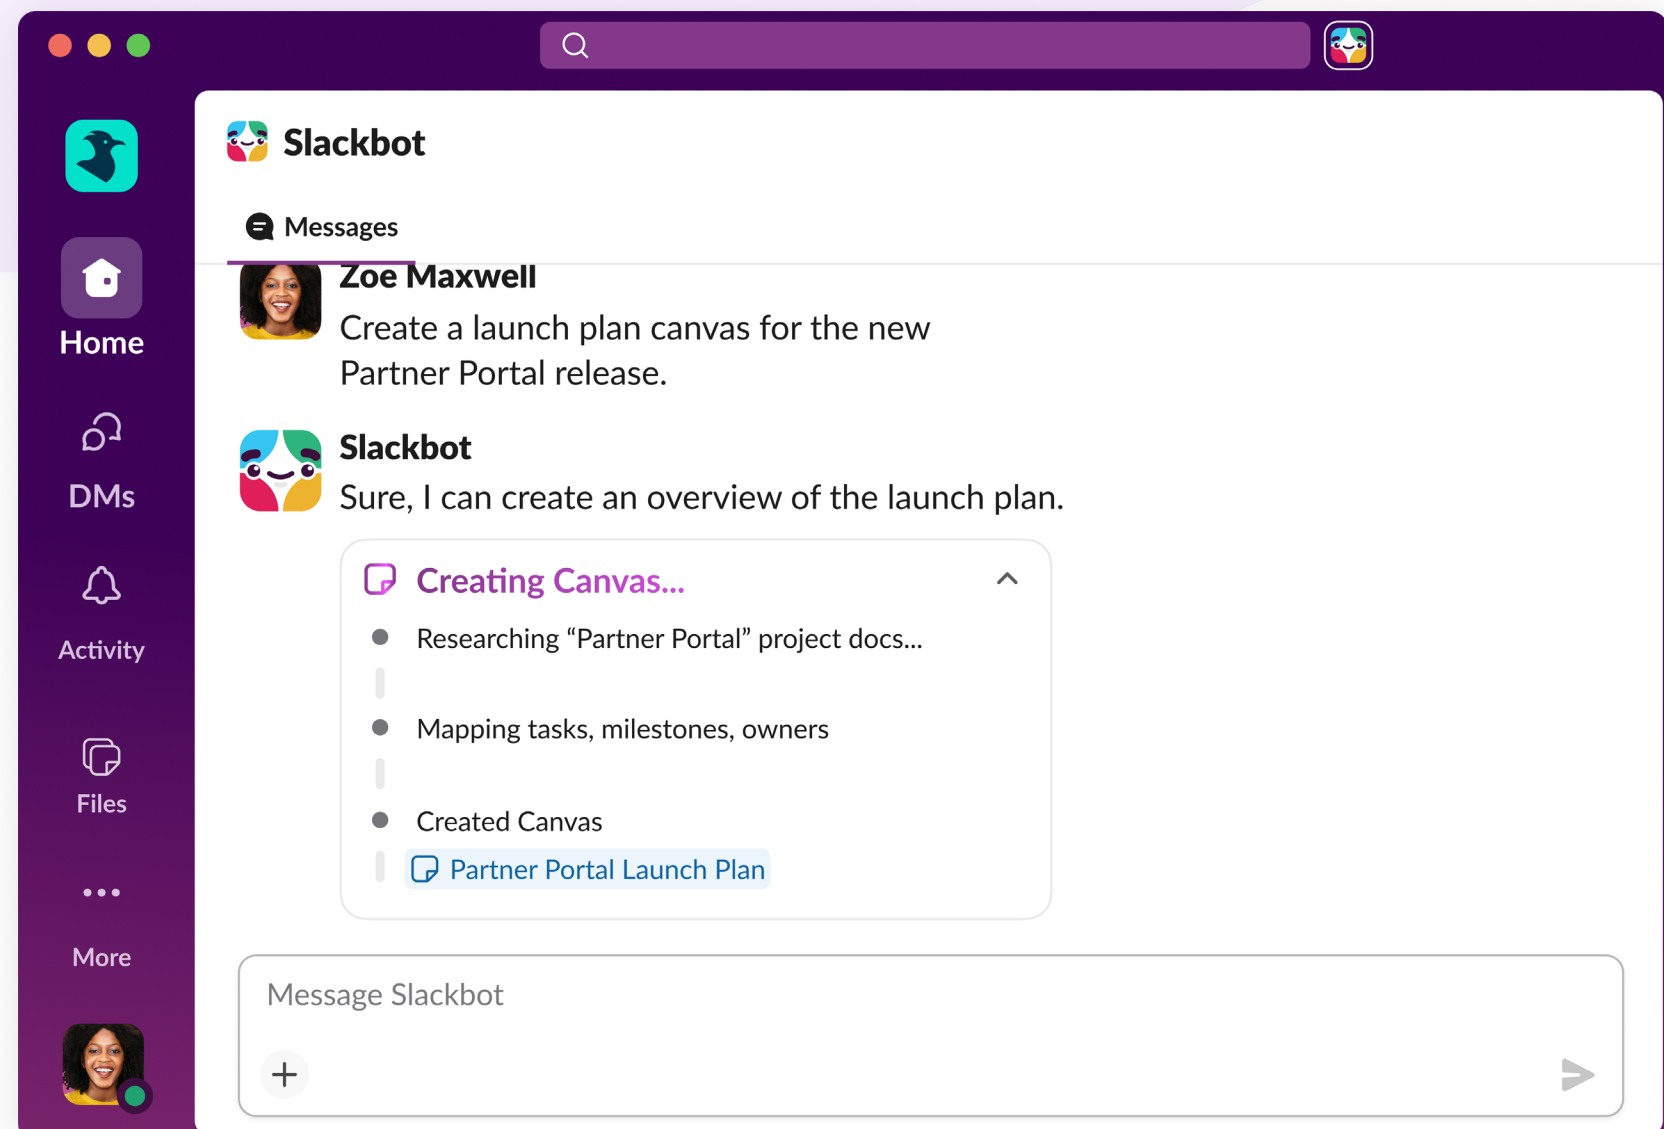 Slackbot
Messages
Home
DMs
Activity
Files
More
Zoe Maxwell
Create a launch plan canvas for the new
Partner Portal release.
Slackbot
Sure, I can create an overview of the launch plan.
Creating Canvas...
Researching “Partner Portal” project docs...
Mapping tasks, milestones, owners
Created Canvas
Partner Portal Launch Plan
Message Slackbot